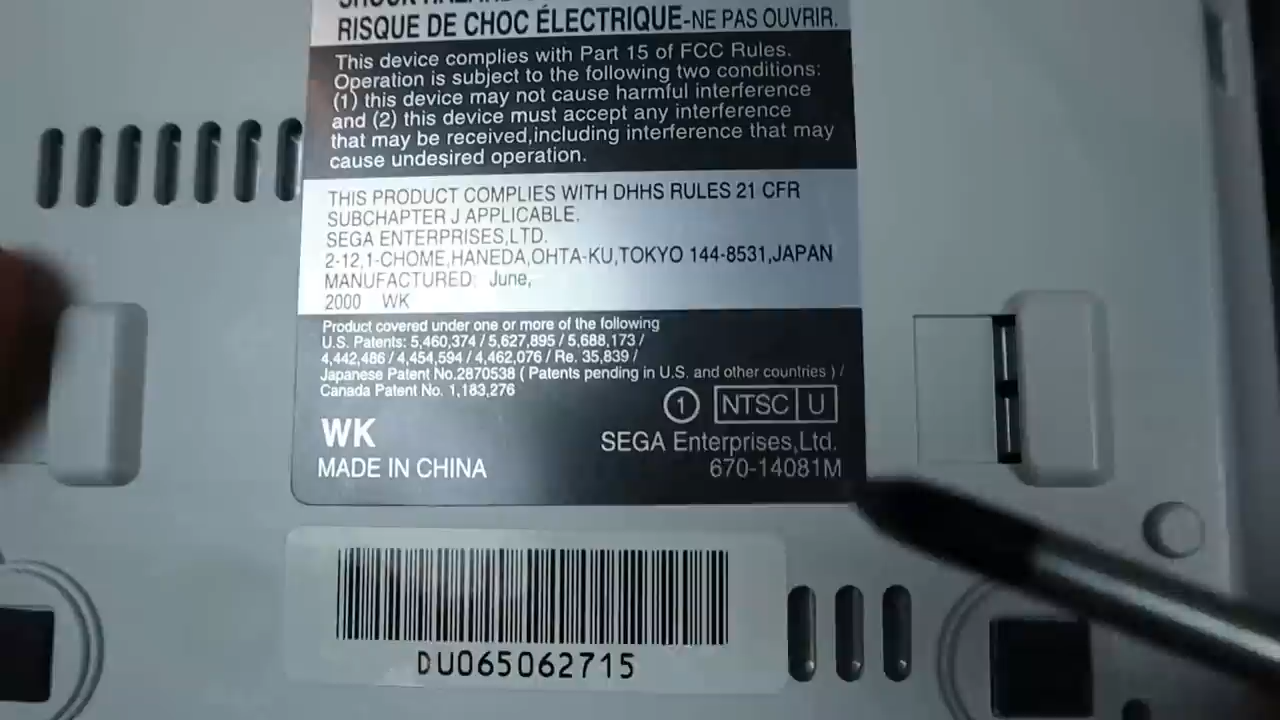 RISQUE DE CHOC ÉLECTRIQUE-NE PAS OUVRIR.
This device complies with Part 15 of FCC Rules.
Operation is subject to the following two conditions:
(1) this device may not cause harmful interference
and (2) this device must accept any interference
that may be received,including interference that may
cause undesired operation.
THIS PRODUCT COMPLIES WITH DHHS RULES 21 CFR
SUBCHAPTER J APPLICABLE.
SEGA ENTERPRISES,LTD.
2-12,1-CHOME,HANEDA,OHTA-KU,TOKYO 144-8531,JAPAN
MANUFACTURED: June,
2000 WK
Product covered under one or more of the following
U.S. Patents: 5,460,374 / 5,627,895 / 5,688,173 /
4,442,486 / 4,454,594 / 4,462,076 / Re. 35,839 /
Japanese Patent No.2870538 ( Patents pending in U.S. and other countries ) /
Canada Patent No. 1,183,276
1 NTSC U
WK
SEGA Enterprises,Ltd.
MADE IN CHINA
670-14081M
DU065062715